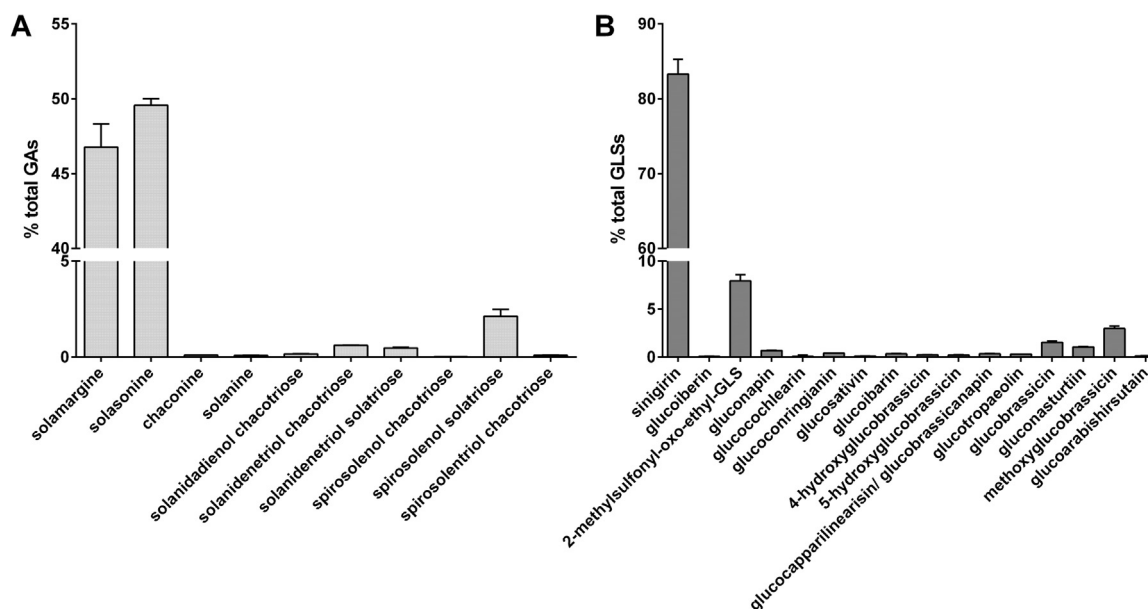 A
% total GAs
55
50
45
40
5
0
solamargine
solasonine
chaconine
solanine
solanidadienol chacotriose
solanidenetriol chacotriose
solanidenetriol solatriose
spirosolenol chacotriose
spirosolenol solatriose
spirosolentriol chacotriose
B
% total GLSs
90
80
70
60
10
5
0
sinigirin
glucoiberin
2-methylsulfonyl-oxo-ethyl-GLS
gluconapin
glucocochlearin
glucoconringianin
glucosativin
glucoibarin
4-hydroxyglucobrassicin
5-hydroxyglucobrassicin
glucocapparilinearisin/ glucobrassicanapin
glucotropaeolin
glucobrassicin
gluconasturtiin
methoxyglucobrassicin
glucoarabishirsutain